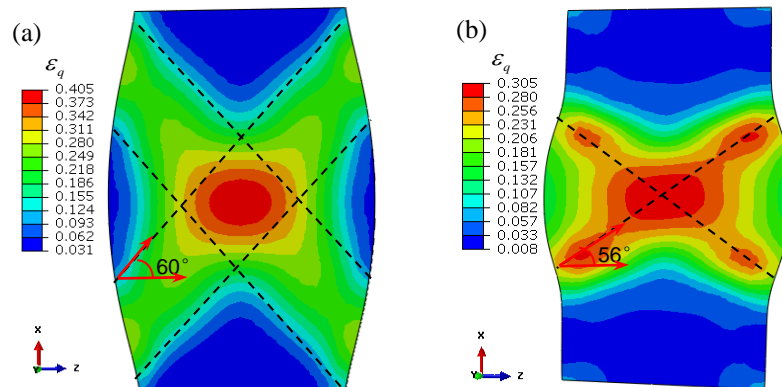 (a)
ε_q
0.405
0.373
0.342
0.311
0.280
0.249
0.218
0.186
0.155
0.124
0.093
0.062
0.031
60°
X
Y
Z
(b)
ε_q
0.305
0.280
0.256
0.231
0.206
0.181
0.157
0.132
0.107
0.082
0.057
0.033
0.008
56°
X
Y
Z